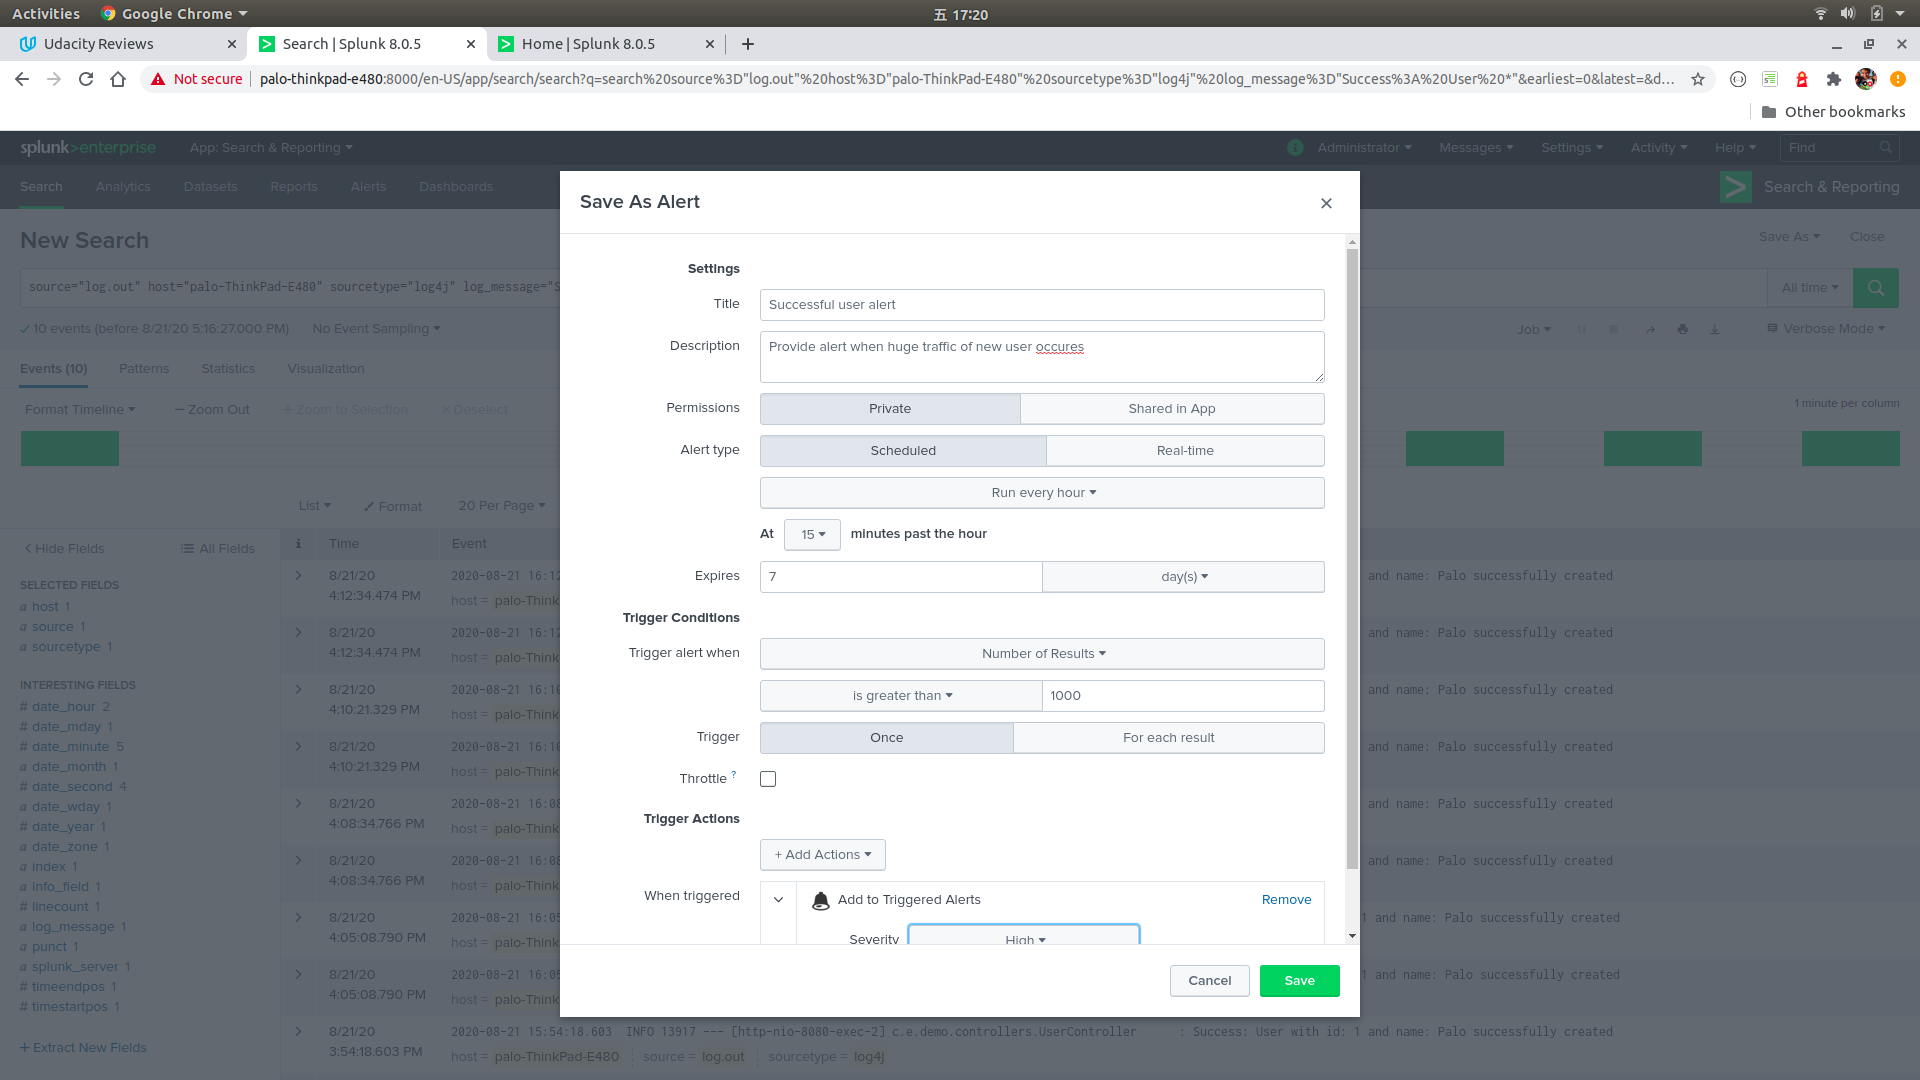 Activities Google Chrome 五 17:20
Udacity Reviews Search | Splunk 8.0.5 Home | Splunk 8.0.5
Not secure palo-thinkpad-e480:8000/en-US/app/search/search?q=search%20source%3D"log.out"%20host%3D"palo-ThinkPad-E480"%20sourcetype%3D"log4j"%20log_message%3D"Success%3A%20User%20*"&earliest=0&latest=&d...
Other bookmarks
splunk>enterprise App: Search & Reporting Administrator Messages Settings Activity Help Find
Search Analytics Datasets Reports Alerts Dashboards Search & Reporting
New Search Save As Close
source="log.out" host="palo-ThinkPad-E480" sourcetype="log4j" log_message="S All time
10 events (before 8/21/20 5:16:27.000 PM) No Event Sampling Job Verbose Mode
Events (10) Patterns Statistics Visualization
Format Timeline — Zoom Out + Zoom to Selection × Deselect 1 minute per column
List Format 20 Per Page
Hide Fields All Fields
SELECTED FIELDS
a host 1
a source 1
a sourcetype 1
INTERESTING FIELDS
# date_hour 2
# date_mday 1
# date_minute 5
a date_month 1
# date_second 4
a date_wday 1
# date_year 1
a date_zone 1
a index 1
a info_field 1
# linecount 1
a log_message 1
a punct 1
a splunk_server 1
# timeendpos 1
# timestartpos 1
+ Extract New Fields
i Time Event
8/21/20 2020-08-21 16:12 and name: Palo successfully created
4:12:34.474 PM host = palo-Think
8/21/20 2020-08-21 16:12 and name: Palo successfully created
4:12:34.474 PM host = palo-Think
8/21/20 2020-08-21 16:10 and name: Palo successfully created
4:10:21.329 PM host = palo-Think
8/21/20 2020-08-21 16:10 and name: Palo successfully created
4:10:21.329 PM host = palo-Think
8/21/20 2020-08-21 16:08 and name: Palo successfully created
4:08:34.766 PM host = palo-Think
8/21/20 2020-08-21 16:08 and name: Palo successfully created
4:08:34.766 PM host = palo-Think
8/21/20 2020-08-21 16:05 1 and name: Palo successfully created
4:05:08.790 PM host = palo-Think
8/21/20 2020-08-21 16:05 1 and name: Palo successfully created
4:05:08.790 PM host = palo-Think
8/21/20 2020-08-21 15:54:18.603 INFO 13917 --- [http-nio-8080-exec-2] c.e.demo.controllers.UserController : Success: User with id: 1 and name: Palo successfully created
3:54:18.603 PM host = palo-ThinkPad-E480 source = log.out sourcetype = log4j
Save As Alert
Settings
Title Successful user alert
Description Provide alert when huge traffic of new user occures
Permissions Private Shared in App
Alert type Scheduled Real-time
Run every hour
At 15 minutes past the hour
Expires 7 day(s)
Trigger Conditions
Trigger alert when Number of Results
is greater than 1000
Trigger Once For each result
Throttle ?
Trigger Actions
+ Add Actions
When triggered Add to Triggered Alerts Remove
Severity High
Cancel Save